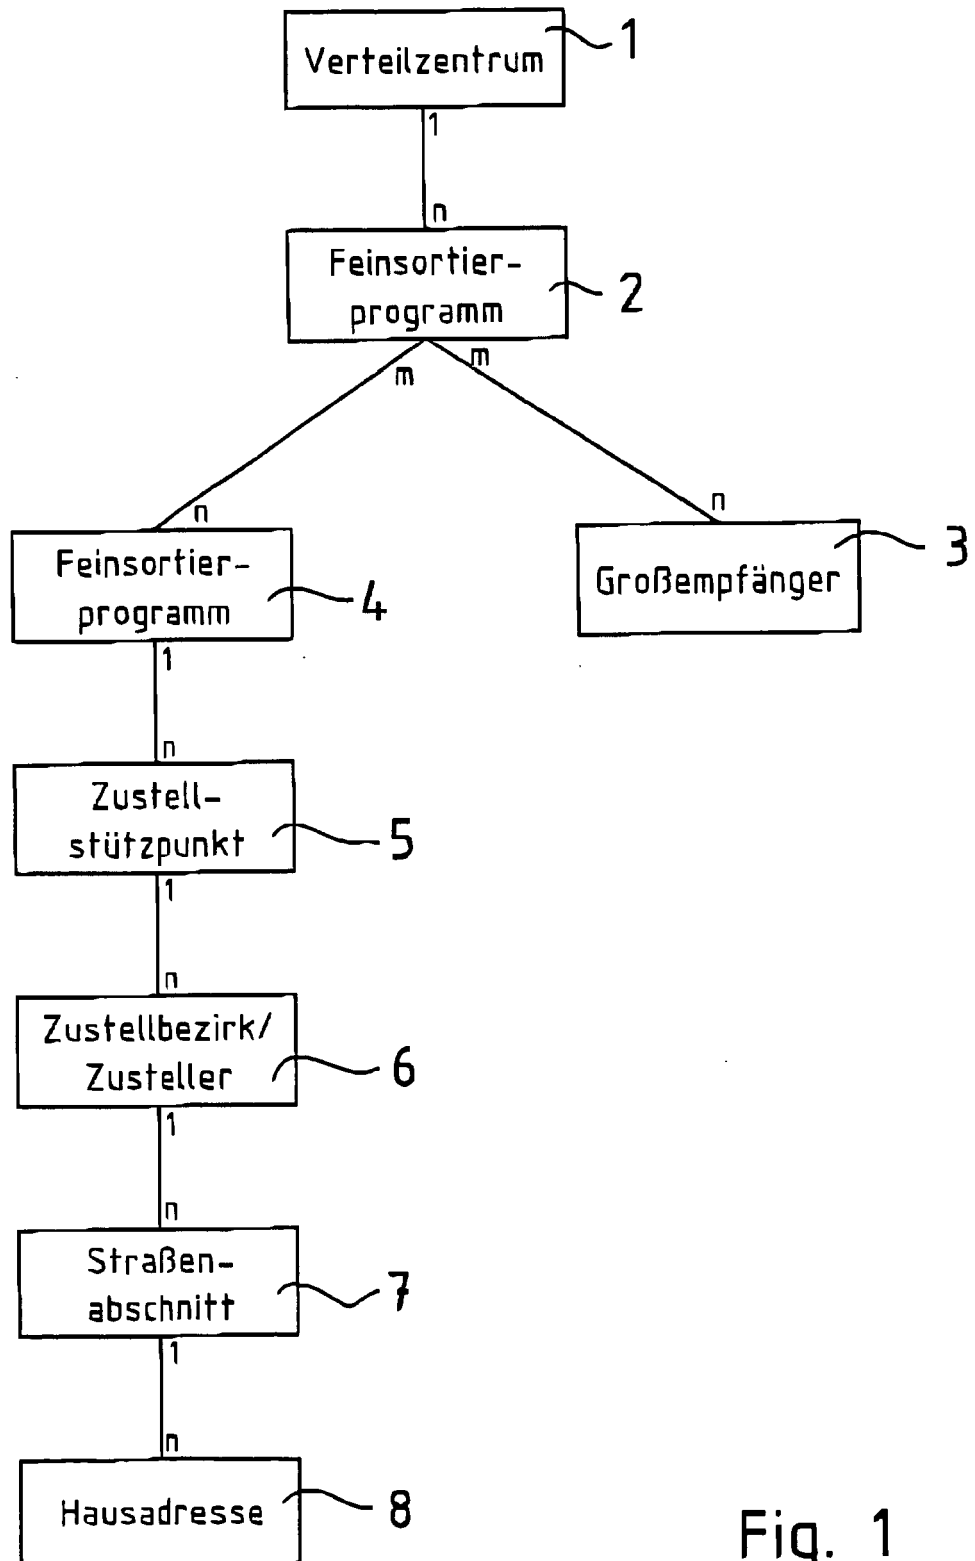 Verteilzentrum
1
1
n
Feinsortier-
programm
2
m
m
n
n
Feinsortier-
programm
4
Großempfänger
3
1
n
Zustell-
stützpunkt
5
1
n
Zustellbezirk/
Zusteller
6
1
n
Straßen-
abschnitt
7
1
n
Hausadresse
8
Fig. 1